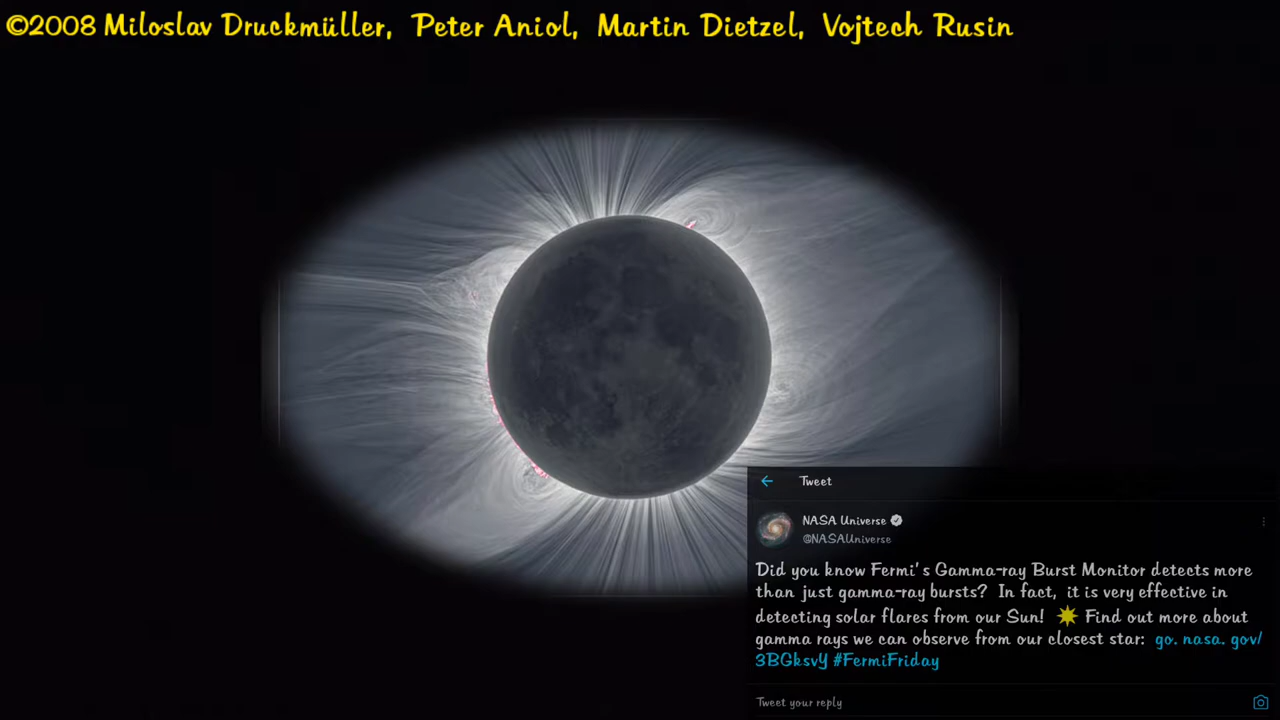 ©2008 Miloslav Druckmüller, Peter Aniol, Martin Dietzel, Vojtech Rusin
Tweet
NASA Universe
@NASAUniverse
Did you know Fermi's Gamma-ray Burst Monitor detects more
than just gamma-ray bursts? In fact, it is very effective in
detecting solar flares from our Sun! Find out more about
gamma rays we can observe from our closest star: go. nasa. gov/
3BGksvY #FermiFriday
Tweet your reply